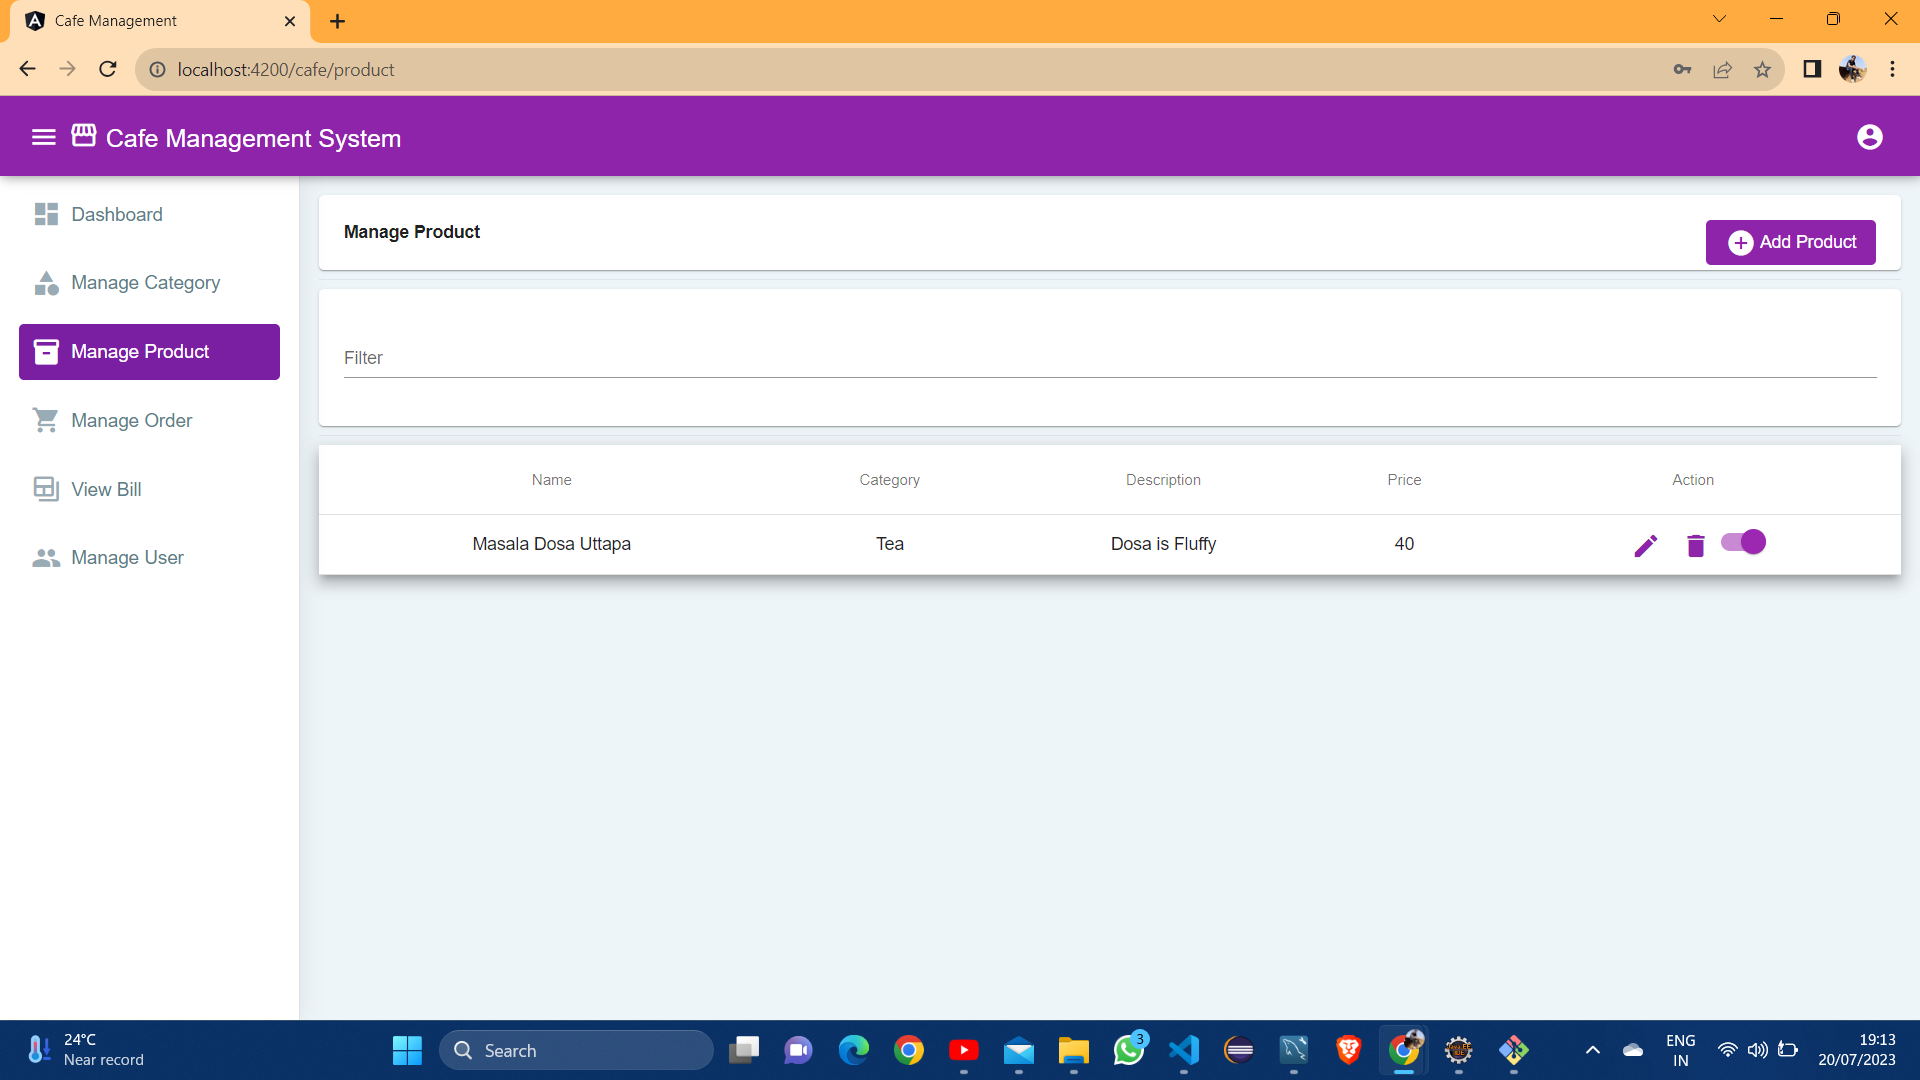 Cafe Management
localhost:4200/cafe/product
Cafe Management System
Dashboard
Manage Category
Manage Product
Manage Order
View Bill
Manage User
Manage Product
Add Product
Filter
Name Category Description Price Action
Masala Dosa Uttapa Tea Dosa is Fluffy 40
24°C
Near record
Search
3
ENG
IN
19:13
20/07/2023